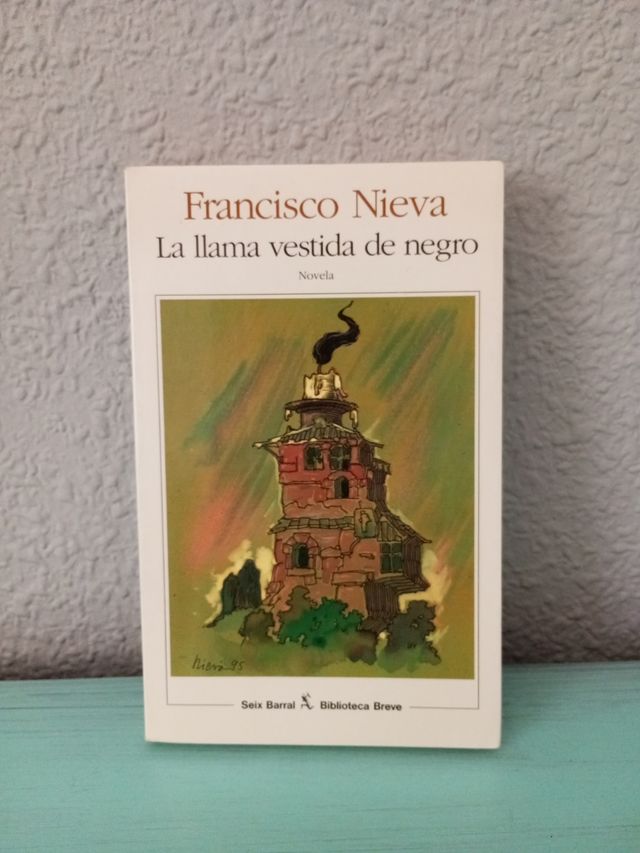 Francisco Nieva
La llama vestida de negro
Novela
Nieva 95
Seix Barral Biblioteca Breve